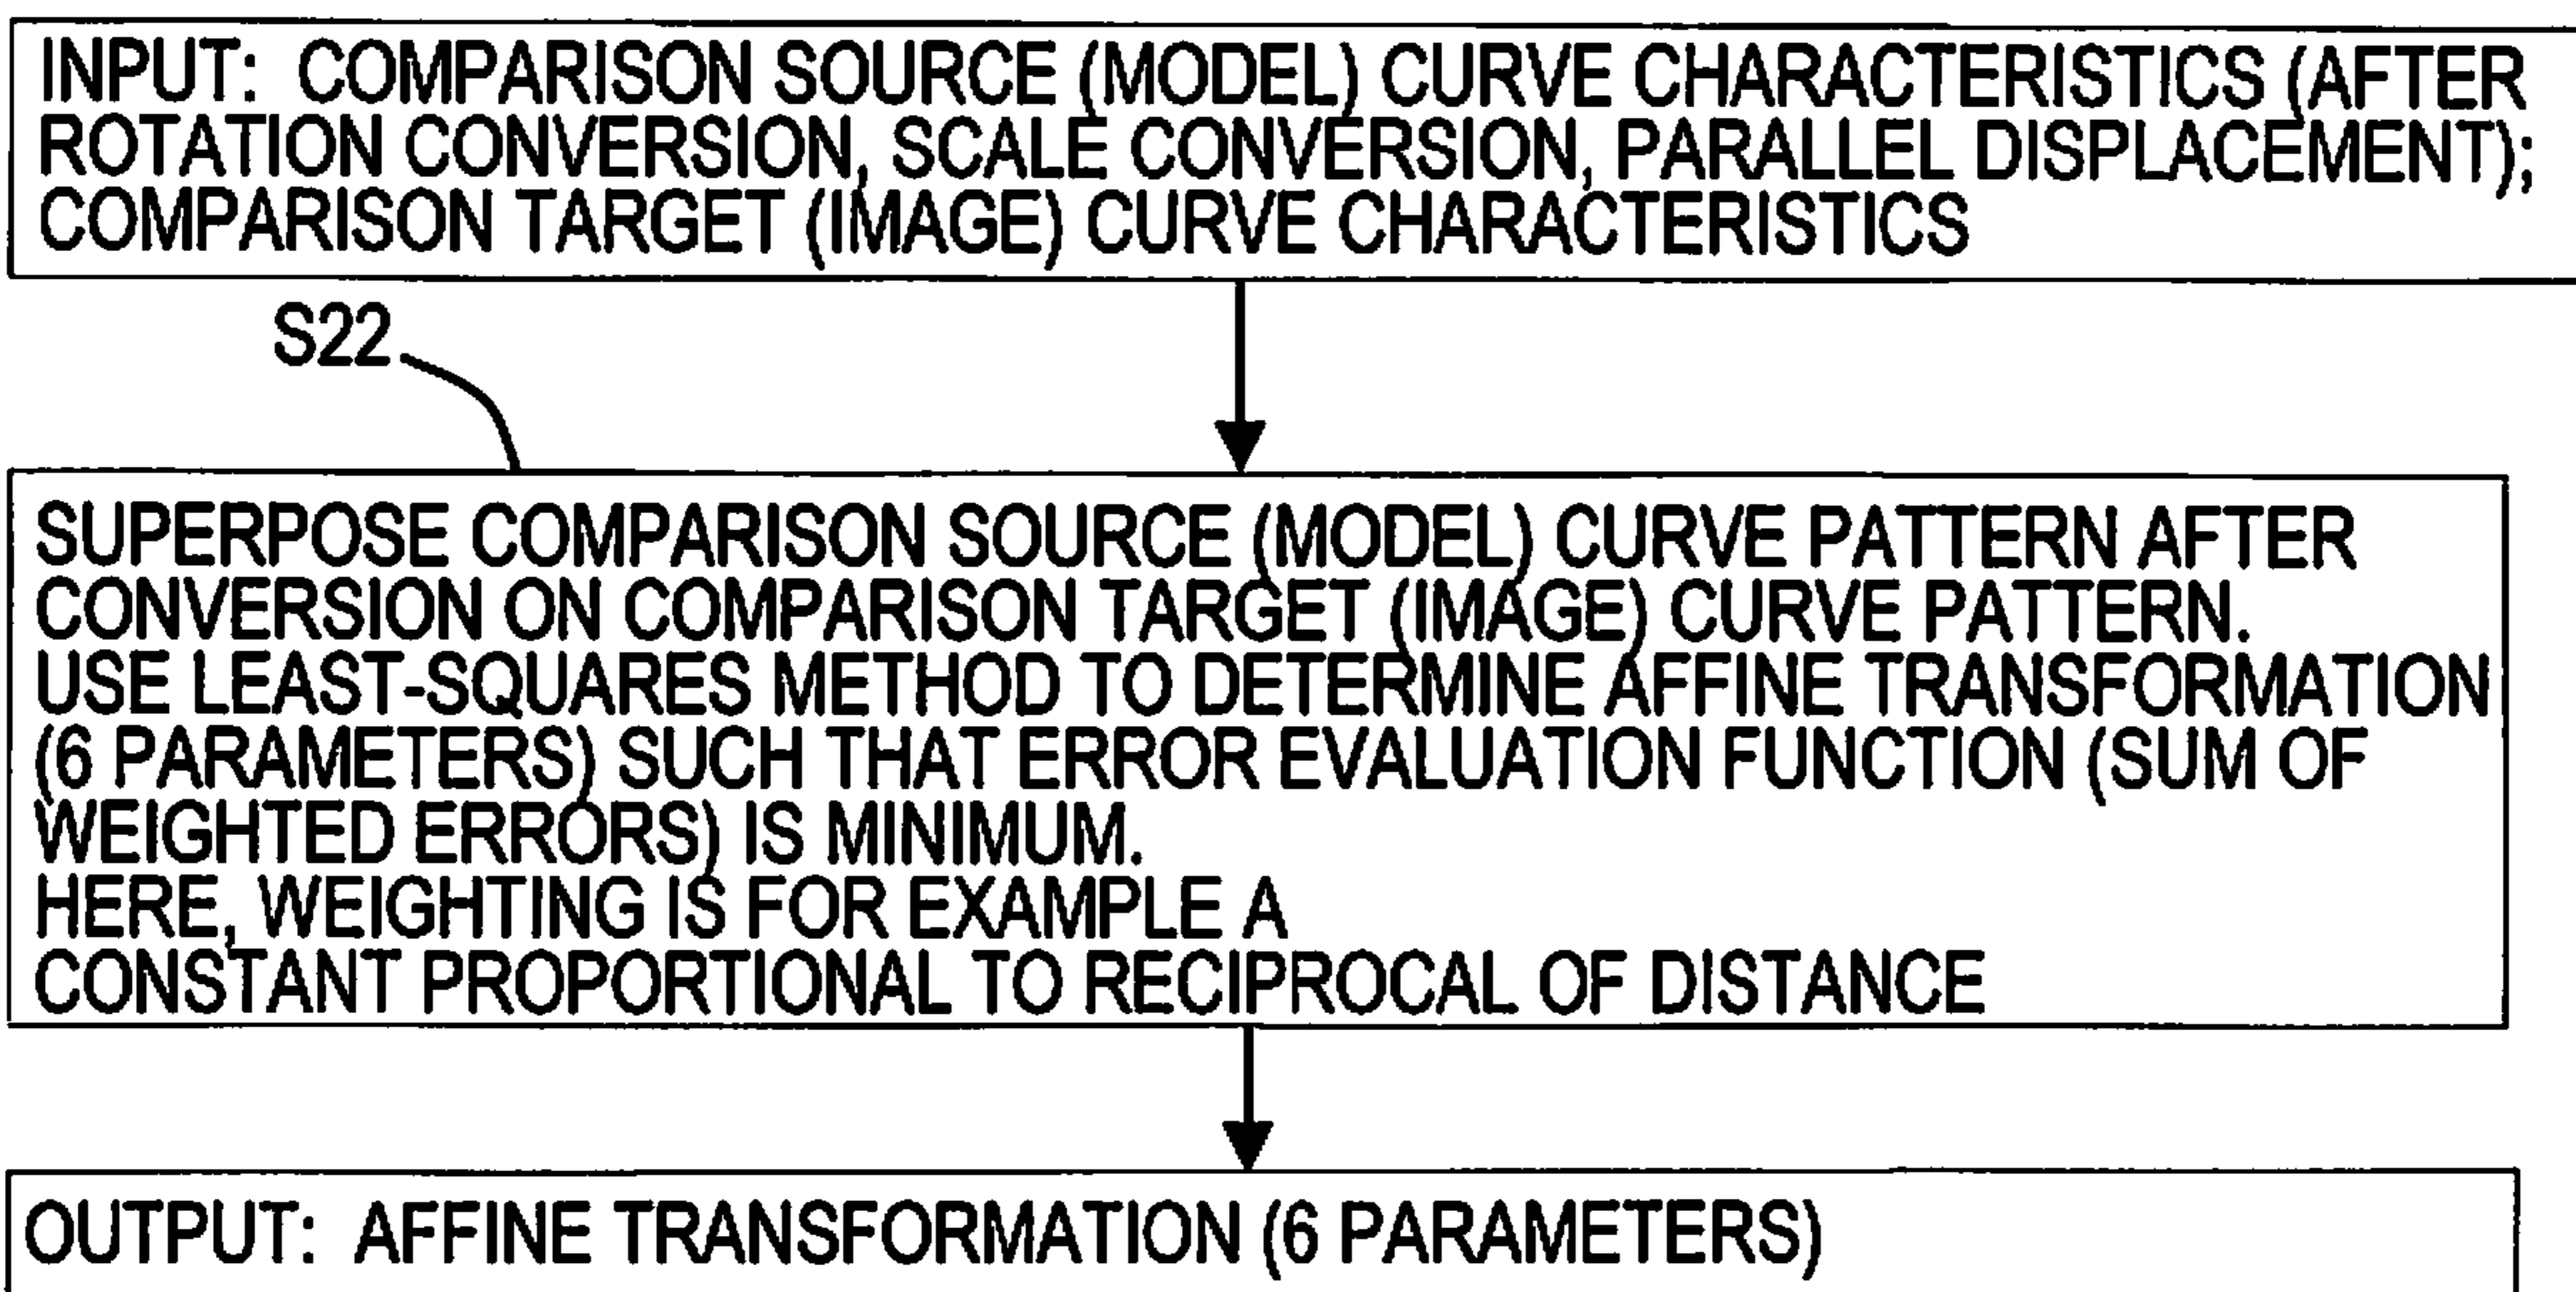 INPUT: COMPARISON SOURCE (MODEL) CURVE CHARACTERISTICS (AFTER
ROTATION CONVERSION, SCALE CONVERSION, PARALLEL DISPLACEMENT);
COMPARISON TARGET (IMAGE) CURVE CHARACTERISTICS
S22
SUPERPOSE COMPARISON SOURCE (MODEL) CURVE PATTERN AFTER
CONVERSION ON COMPARISON TARGET (IMAGE) CURVE PATTERN.
USE LEAST-SQUARES METHOD TO DETERMINE AFFINE TRANSFORMATION
(6 PARAMETERS) SUCH THAT ERROR EVALUATION FUNCTION (SUM OF
WEIGHTED ERRORS) IS MINIMUM.
HERE, WEIGHTING IS FOR EXAMPLE A
CONSTANT PROPORTIONAL TO RECIPROCAL OF DISTANCE
OUTPUT: AFFINE TRANSFORMATION (6 PARAMETERS)